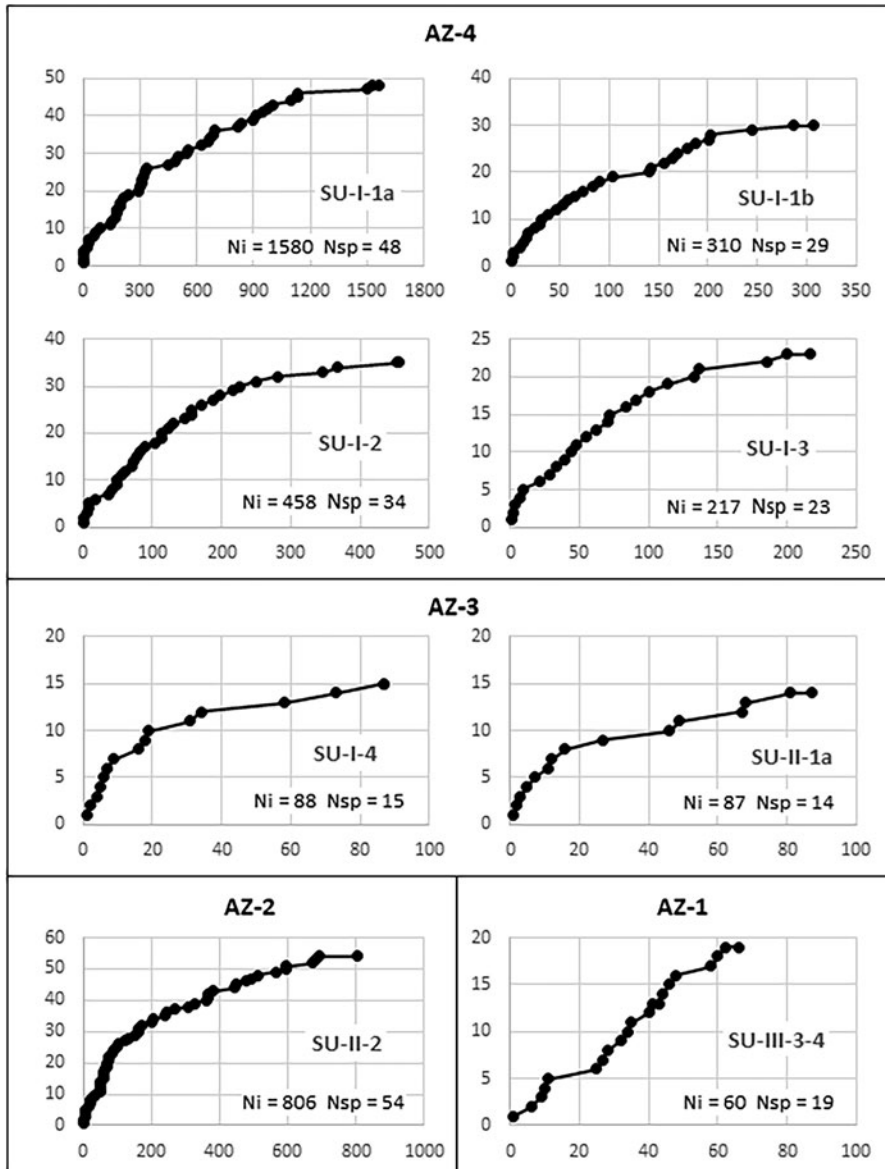 AZ-4
50
40
30
20
10
0
SU-I-1a
Ni = 1580 Nsp = 48
0 300 600 900 1200 1500 1800
40
30
20
10
0
SU-I-1b
Ni = 310 Nsp = 29
0 50 100 150 200 250 300 350
40
30
20
10
0
SU-I-2
Ni = 458 Nsp = 34
0 100 200 300 400 500
25
20
15
10
5
0
SU-I-3
Ni = 217 Nsp = 23
0 50 100 150 200 250
AZ-3
20
15
10
5
0
SU-I-4
Ni = 88 Nsp = 15
0 20 40 60 80 100
20
15
10
5
0
SU-II-1a
Ni = 87 Nsp = 14
0 20 40 60 80 100
AZ-2
60
50
40
30
20
10
0
SU-II-2
Ni = 806 Nsp = 54
0 200 400 600 800 1000
AZ-1
20
15
10
5
0
SU-III-3-4
Ni = 60 Nsp = 19
0 20 40 60 80 100